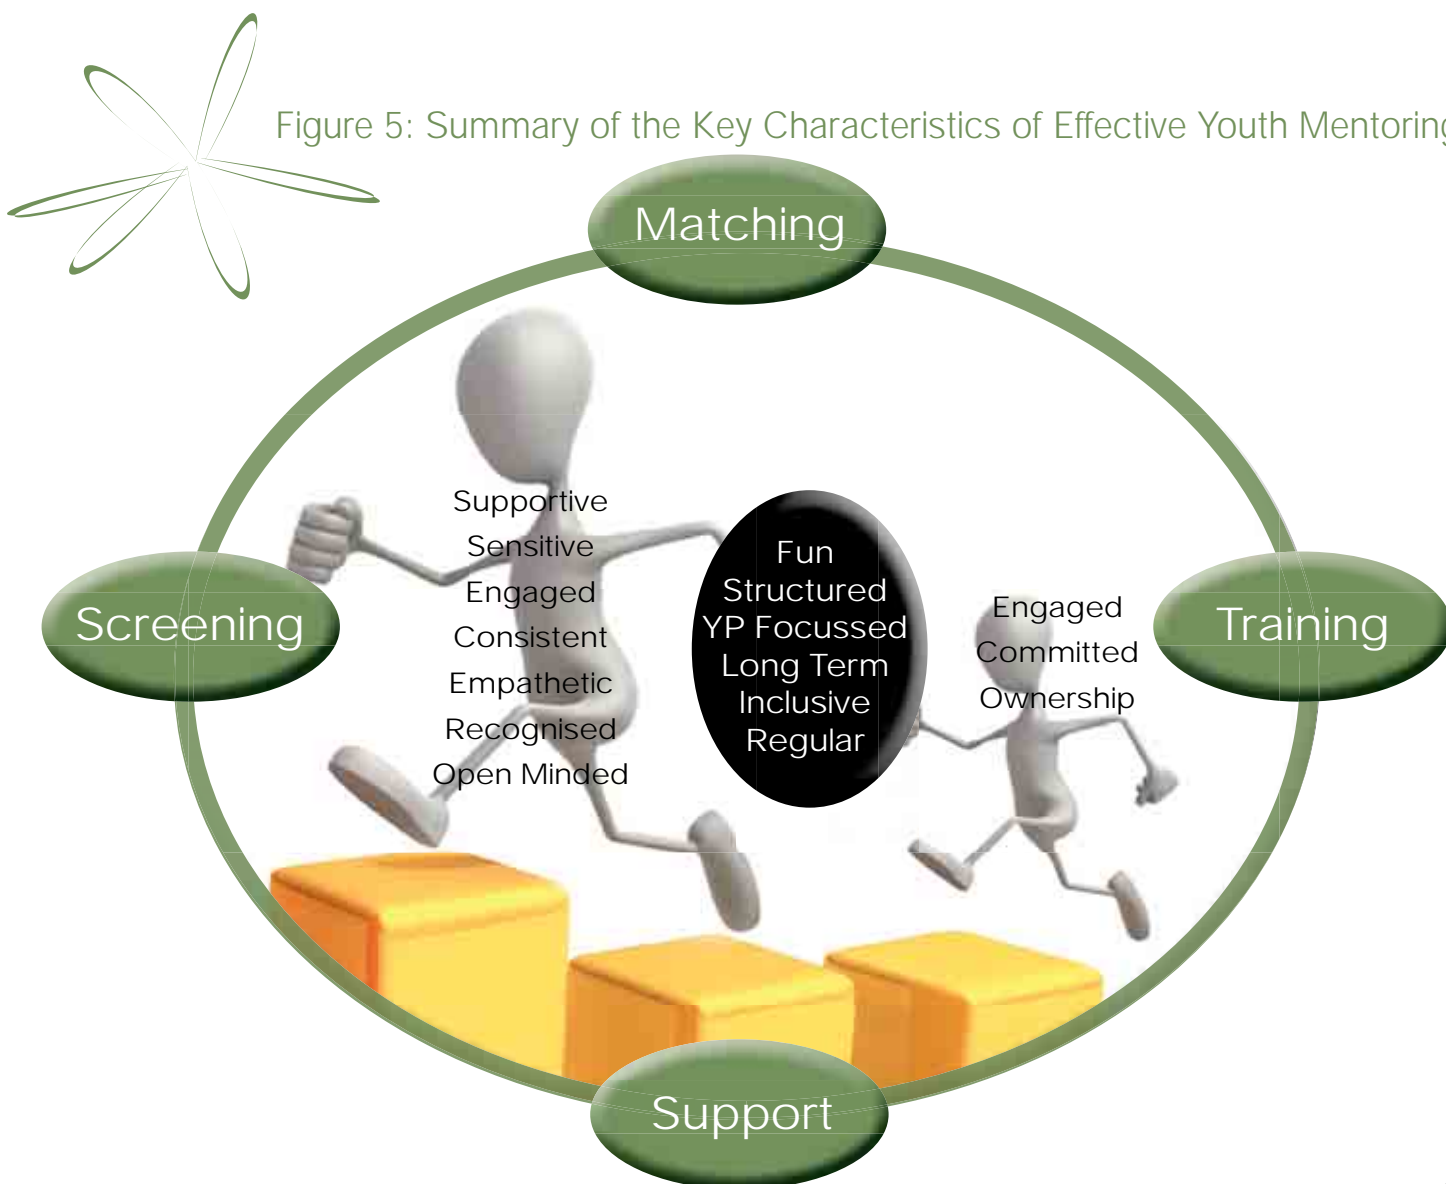 Figure 5: Summary of the Key Characteristics of Effective Youth Mentoring
Matching
Screening
Supportive
Sensitive
Engaged
Consistent
Empathetic
Recognised
Open Minded
Fun
Structured
YP Focussed
Long Term
Inclusive
Regular
Engaged
Committed
Ownership
Training
Support